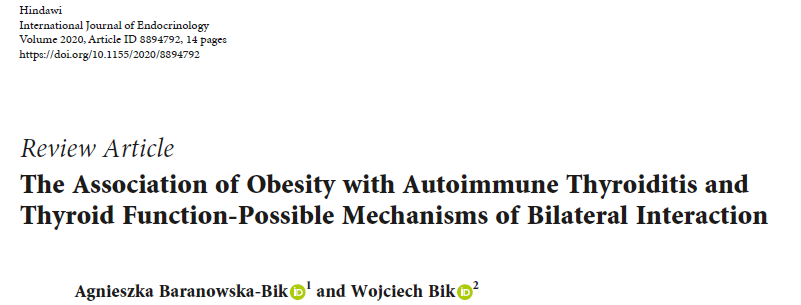 Hindawi
International Journal of Endocrinology
Volume 2020, Article ID 8894792, 14 pages
https://doi.org/10.1155/2020/8894792
Review Article
The Association of Obesity with Autoimmune Thyroiditis and
Thyroid Function-Possible Mechanisms of Bilateral Interaction
Agnieszka Baranowska-Bik iD 1 and Wojciech Bik iD 2